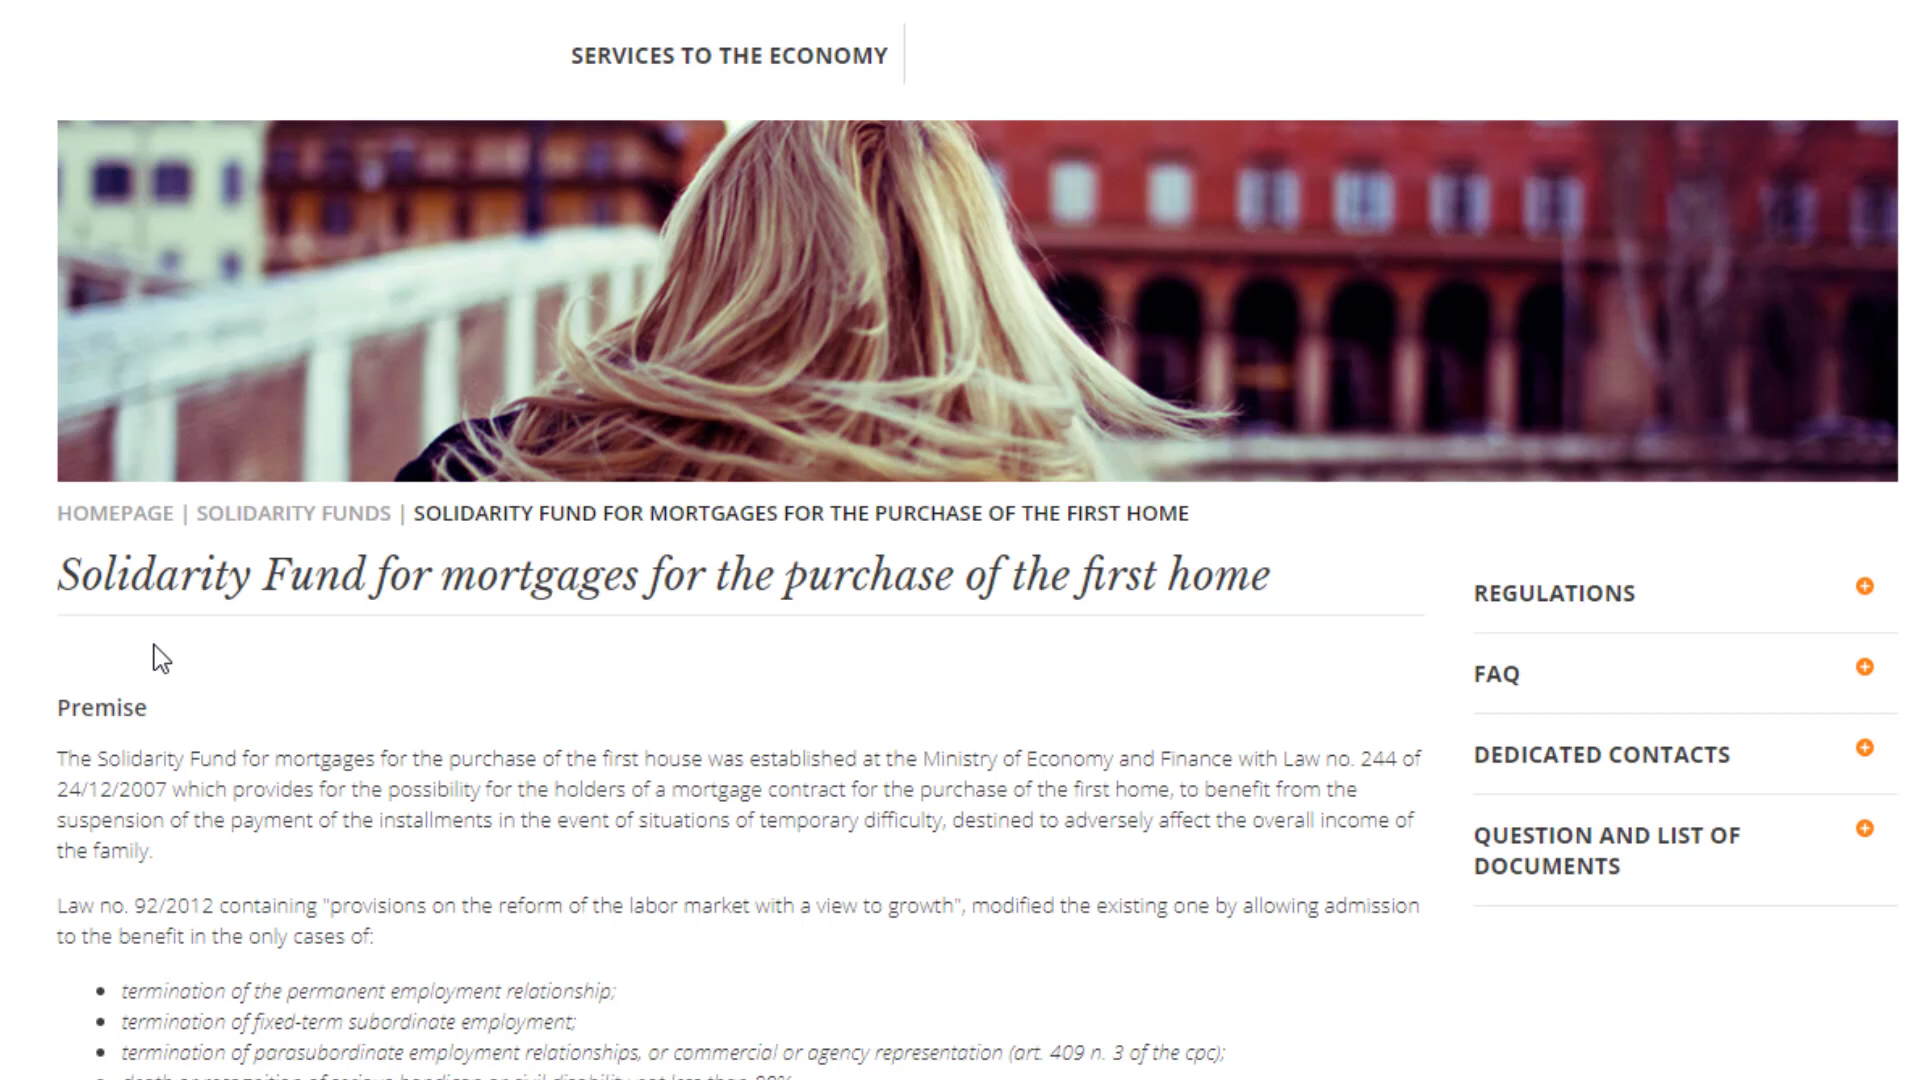 SERVICES TO THE ECONOMY
HOMEPAGE | SOLIDARITY FUNDS | SOLIDARITY FUND FOR MORTGAGES FOR THE PURCHASE OF THE FIRST HOME
Solidarity Fund for mortgages for the purchase of the first home
Premise
The Solidarity Fund for mortgages for the purchase of the first house was established at the Ministry of Economy and Finance with Law no. 244 of
24/12/2007 which provides for the possibility for the holders of a mortgage contract for the purchase of the first home, to benefit from the
suspension of the payment of the installments in the event of situations of temporary difficulty, destined to adversely affect the overall income of
the family.
Law no. 92/2012 containing "provisions on the reform of the labor market with a view to growth", modified the existing one by allowing admission
to the benefit in the only cases of:
termination of the permanent employment relationship;
termination of fixed-term subordinate employment;
termination of parasubordinate employment relationships, or commercial or agency representation (art. 409 n. 3 of the cpc);
REGULATIONS
FAQ
DEDICATED CONTACTS
QUESTION AND LIST OF
DOCUMENTS